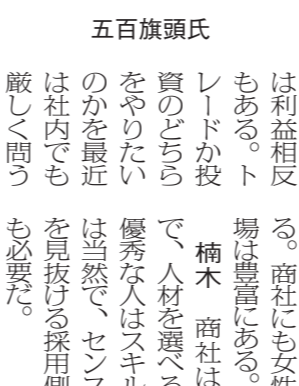 五百旗頭氏
は利益相反
もある。ト
レードか投
資のどちら
をやりたい
のかを最近
は社内でも
厳しく問う
る。商社にも女性
場は豊富にある。
楠木　商社は
で、人材を選べる
優秀な人はスキル
は当然で、センス
を見抜ける採用側
も必要だ。